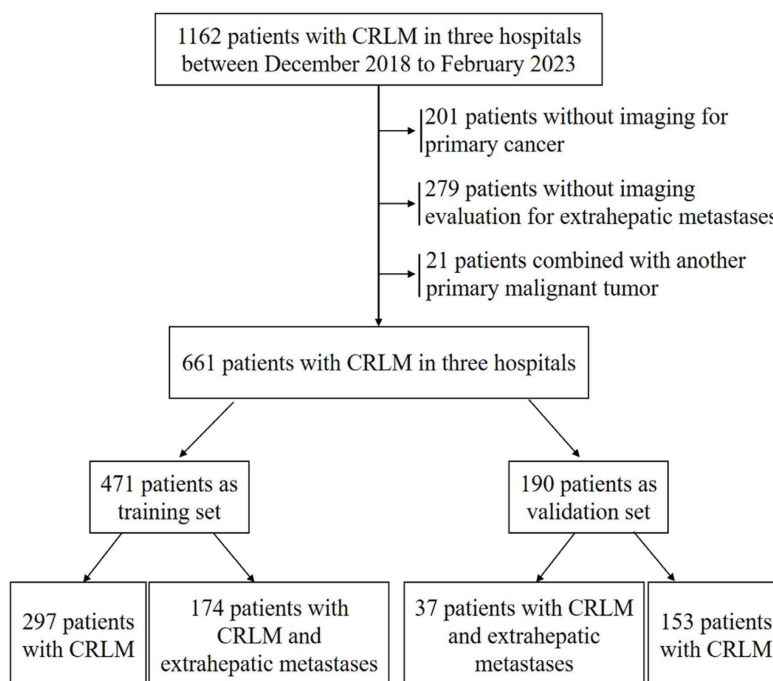 1162 patients with CRLM in three hospitals
between December 2018 to February 2023
201 patients without imaging for
primary cancer
279 patients without imaging
evaluation for extrahepatic metastases
21 patients combined with another
primary malignant tumor
661 patients with CRLM in three hospitals
471 patients as
training set
190 patients as
validation set
297 patients
with CRLM
174 patients with
CRLM and
extrahepatic metastases
37 patients with CRLM
and extrahepatic
metastases
153 patients
with CRLM